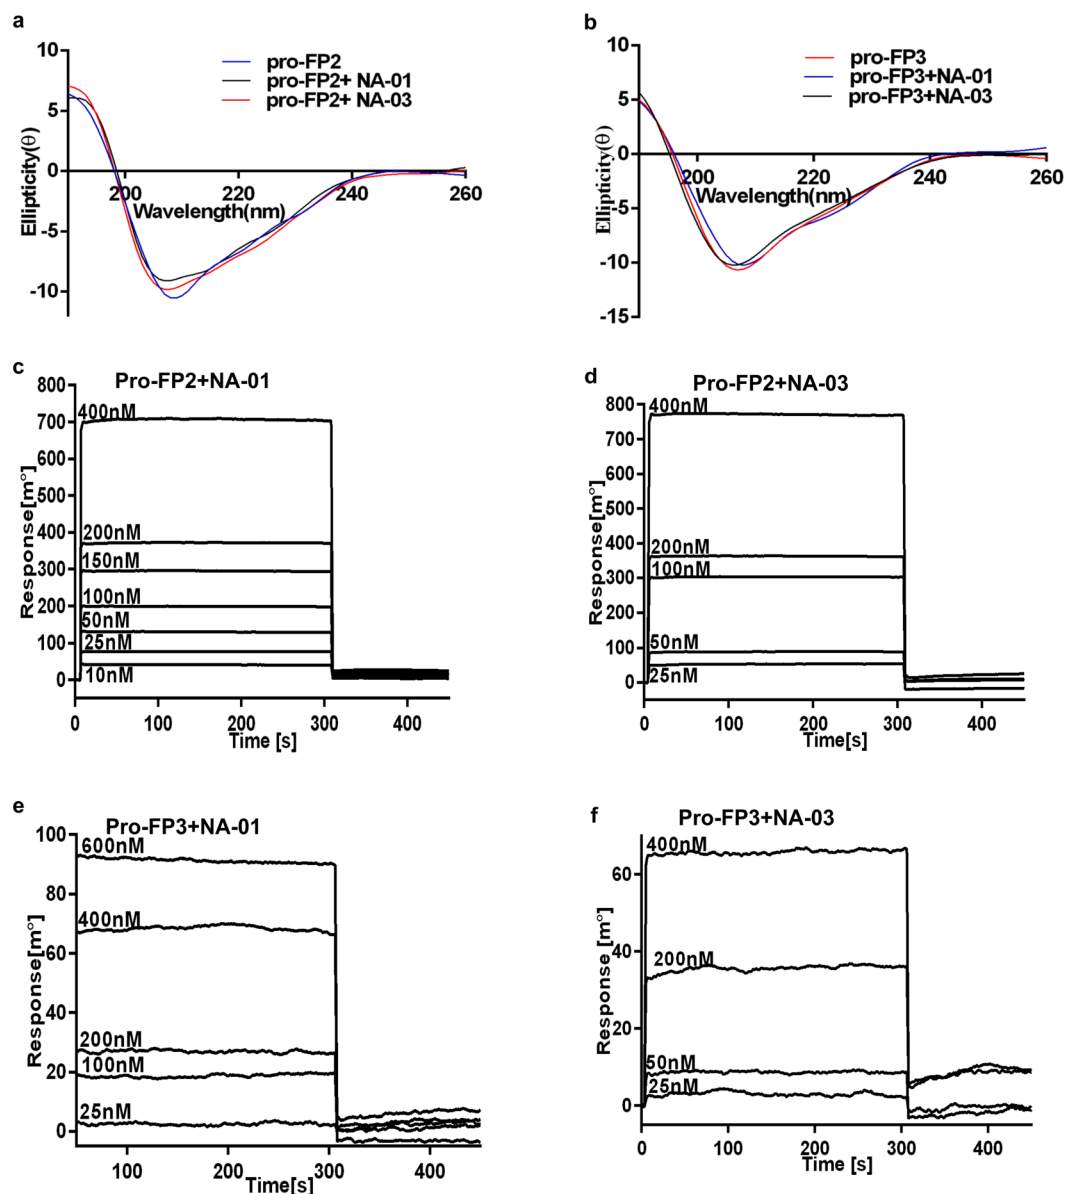 a
10
5
0
-5
-10
Ellipticity(θ)
200
220
240
260
Wavelength(nm)
pro-FP2
pro-FP2+ NA-01
pro-FP2+ NA-03
b
10
5
0
-5
-10
-15
Ellipticity(θ)
200
220
240
260
Wavelength(nm)
pro-FP3
pro-FP3+NA-01
pro-FP3+NA-03
c
Pro-FP2+NA-01
800
700
600
500
400
300
200
100
0
Response[m°]
400nM
200nM
150nM
100nM
50nM
25nM
10nM
0
100
200
300
400
Time [s]
d
Pro-FP2+NA-03
800
700
600
500
400
300
200
100
0
Response[m°]
400nM
200nM
100nM
50nM
25nM
0
100
200
300
400
Time[s]
e
Pro-FP3+NA-01
100
80
60
40
20
0
Response[m°]
600nM
400nM
200nM
100nM
25nM
100
200
300
400
Time[s]
f
Pro-FP3+NA-03
60
40
20
0
Response [m°]
400nM
200nM
50nM
25nM
0
100
200
300
400
Time [s]